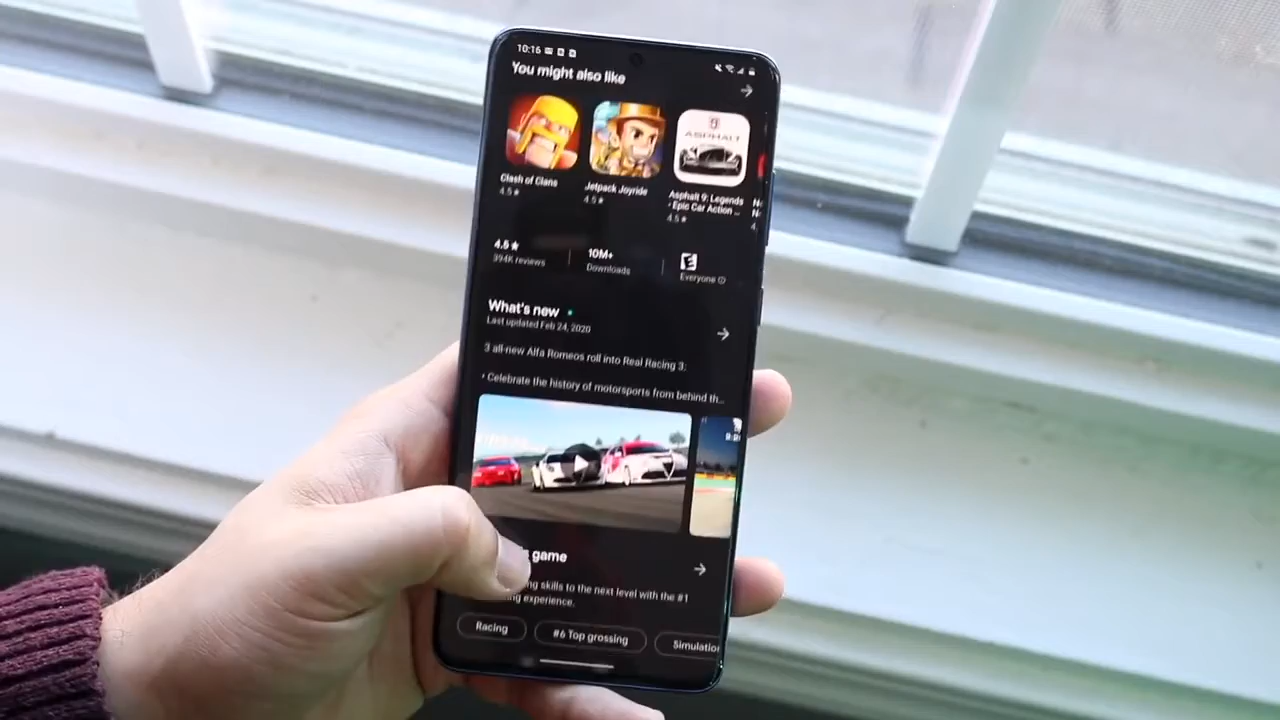 10:16
You might also like
ASPHALT
Clash of Clans
4.5★
Jetpack Joyride
4.5★
Asphalt 9: Legends
- Epic Car Action ...
4.5★
4.5★
394K reviews
10M+
Downloads
E
Everyone
What's new
Last updated Feb 24, 2020
3 all-new Alfa Romeos roll into Real Racing 3:
• Celebrate the history of motorsports from behind th...
game
skills to the next level with the #1
experience.
Racing
#6 Top grossing
Simulatio